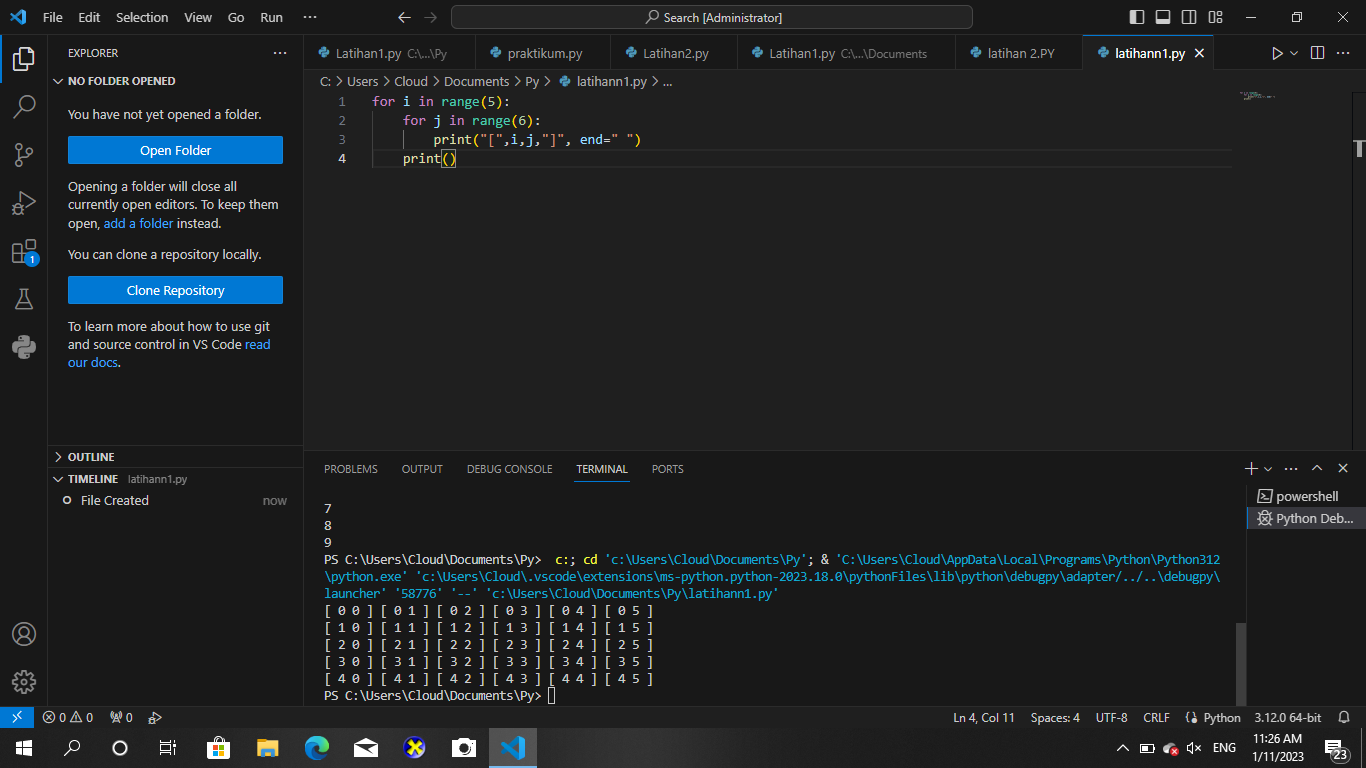 File Edit Selection View Go Run ··· Search [Administrator]
EXPLORER
Latihan1.py C:\...\Py praktikum.py Latihan2.py Latihan1.py C:\...\Documents latihan 2.PY latihann1.py
NO FOLDER OPENED
You have not yet opened a folder.
Open Folder
Opening a folder will close all
currently open editors. To keep them
open, add a folder instead.
You can clone a repository locally.
Clone Repository
To learn more about how to use git
and source control in VS Code read
our docs.
1
OUTLINE
TIMELINE latihann1.py
File Created now
C: > Users > Cloud > Documents > Py > latihann1.py > ...
1 for i in range(5):
2     for j in range(6):
3         print("[",i,j,"]", end=" ")
4     print()
PROBLEMS OUTPUT DEBUG CONSOLE TERMINAL PORTS
powershell
Python Deb...
7
8
9
PS C:\Users\Cloud\Documents\Py>  c:; cd 'c:\Users\Cloud\Documents\Py'; & 'C:\Users\Cloud\AppData\Local\Programs\Python\Python312
\python.exe' 'c:\Users\Cloud\.vscode\extensions\ms-python.python-2023.18.0\pythonFiles\lib\python\debugpy\adapter/../..\debugpy\
launcher' '58776' '--' 'c:\Users\Cloud\Documents\Py\latihann1.py'
[ 0 0 ] [ 0 1 ] [ 0 2 ] [ 0 3 ] [ 0 4 ] [ 0 5 ]
[ 1 0 ] [ 1 1 ] [ 1 2 ] [ 1 3 ] [ 1 4 ] [ 1 5 ]
[ 2 0 ] [ 2 1 ] [ 2 2 ] [ 2 3 ] [ 2 4 ] [ 2 5 ]
[ 3 0 ] [ 3 1 ] [ 3 2 ] [ 3 3 ] [ 3 4 ] [ 3 5 ]
[ 4 0 ] [ 4 1 ] [ 4 2 ] [ 4 3 ] [ 4 4 ] [ 4 5 ]
PS C:\Users\Cloud\Documents\Py>
0 0 0 Ln 4, Col 11 Spaces: 4 UTF-8 CRLF Python 3.12.0 64-bit
ENG
11:26 AM
1/11/2023
23